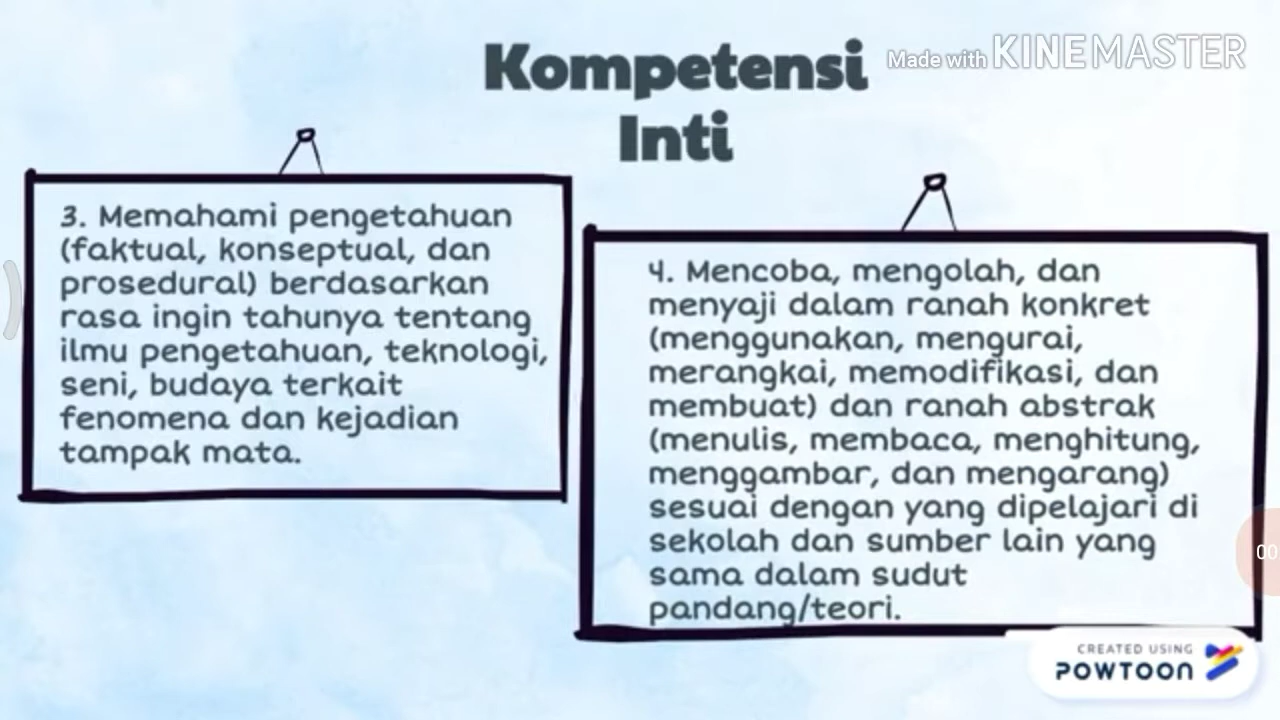 Kompetensi
Inti
Made with KINEMASTER
3. Memahami pengetahuan
(faktual, konseptual, dan
prosedural) berdasarkan
rasa ingin tahunya tentang
ilmu pengetahuan, teknologi,
seni, budaya terkait
fenomena dan kejadian
tampak mata.
4. Mencoba, mengolah, dan
menyaji dalam ranah konkret
(menggunakan, mengurai,
merangkai, memodifikasi, dan
membuat) dan ranah abstrak
(menulis, membaca, menghitung,
menggambar, dan mengarang)
sesuai dengan yang dipelajari di
sekolah dan sumber lain yang
sama dalam sudut
pandang/teori.
00
CREATED USING
POWTOON